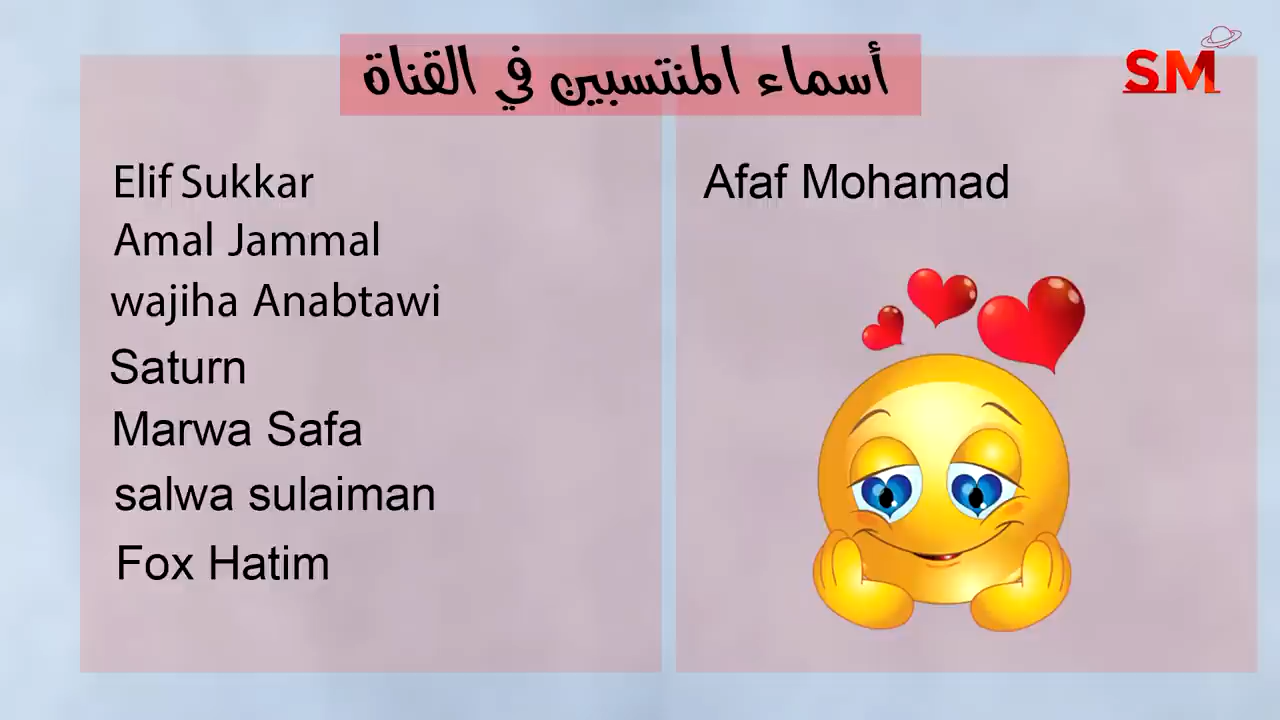 أسماء المنتسبين في القناة
SM
Elif Sukkar
Amal Jammal
wajiha Anabtawi
Saturn
Marwa Safa
salwa sulaiman
Fox Hatim
Afaf Mohamad